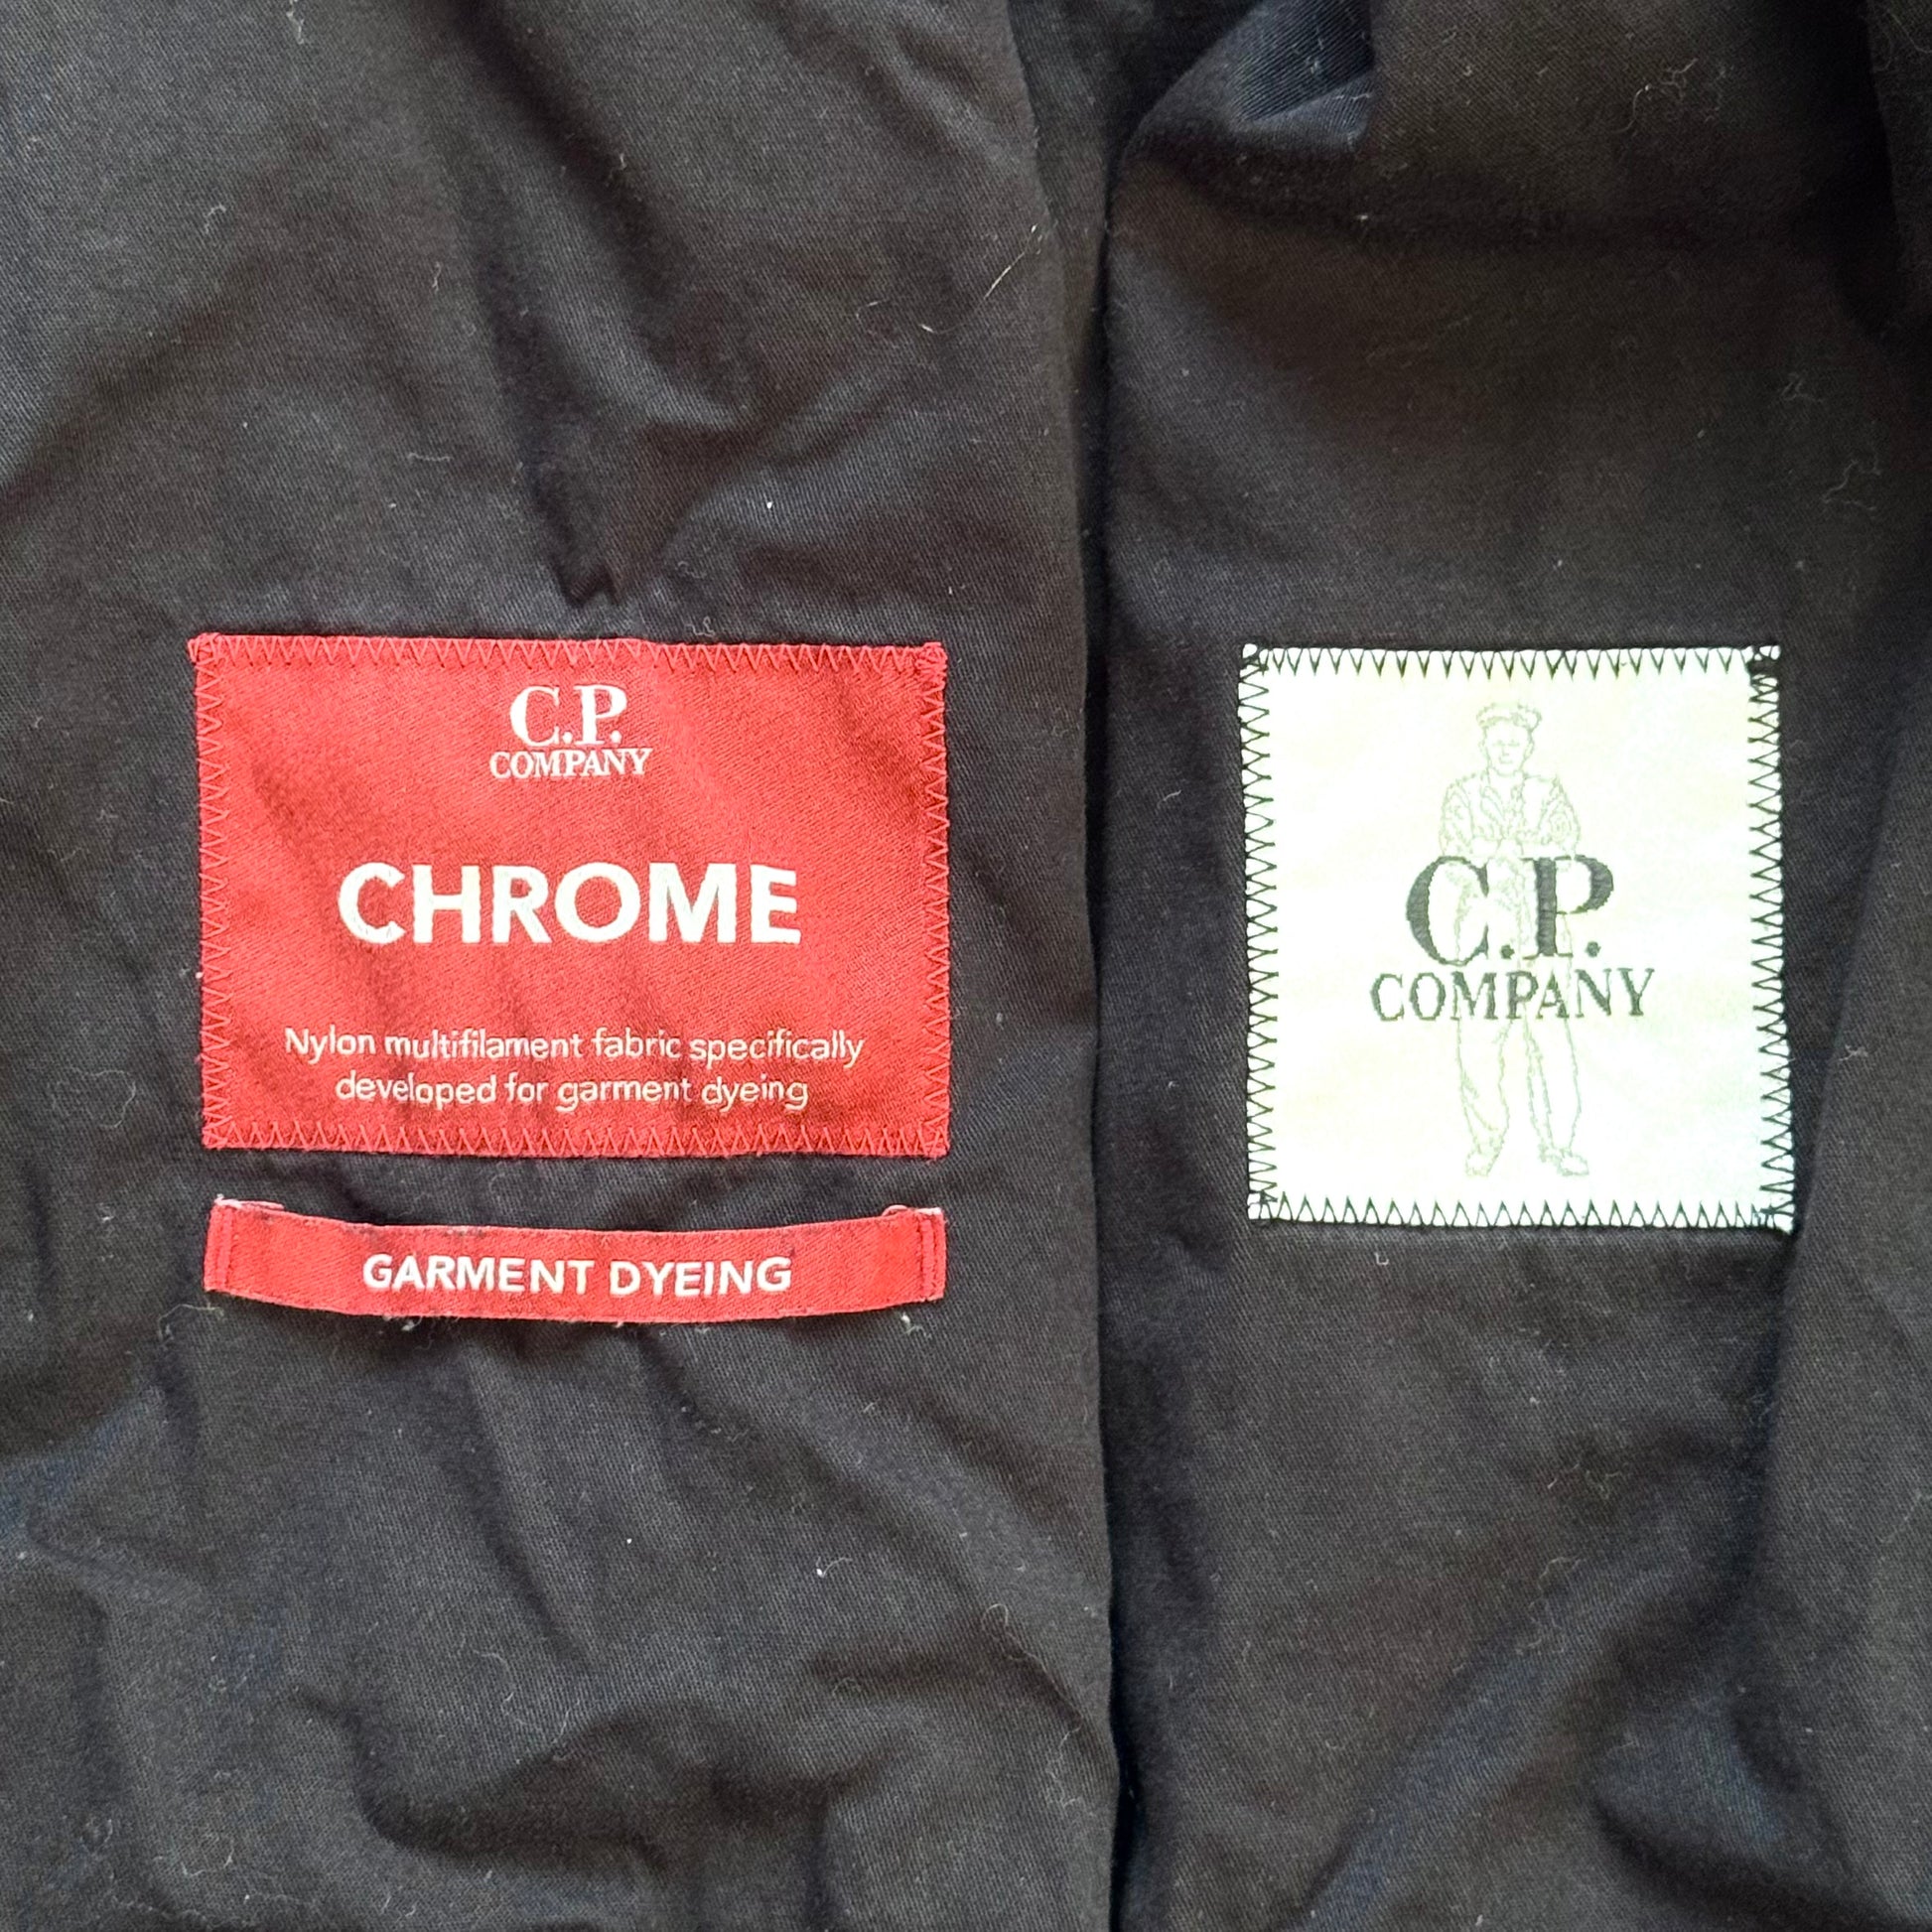 C.P.
COMPANY
CHROME
Nylon multifilament fabric specifically
developed for garment dyeing
GARMENT DYEING
C.P.
COMPANY